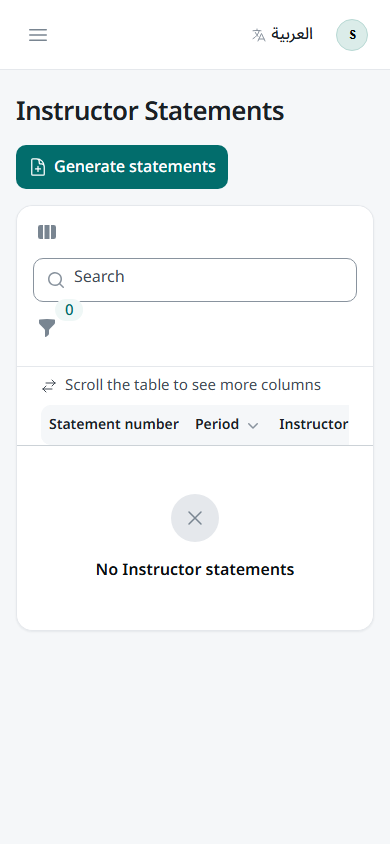 العربية
S
Instructor Statements
Generate statements
Search
0
Scroll the table to see more columns
Statement number Period Instructor
No Instructor statements